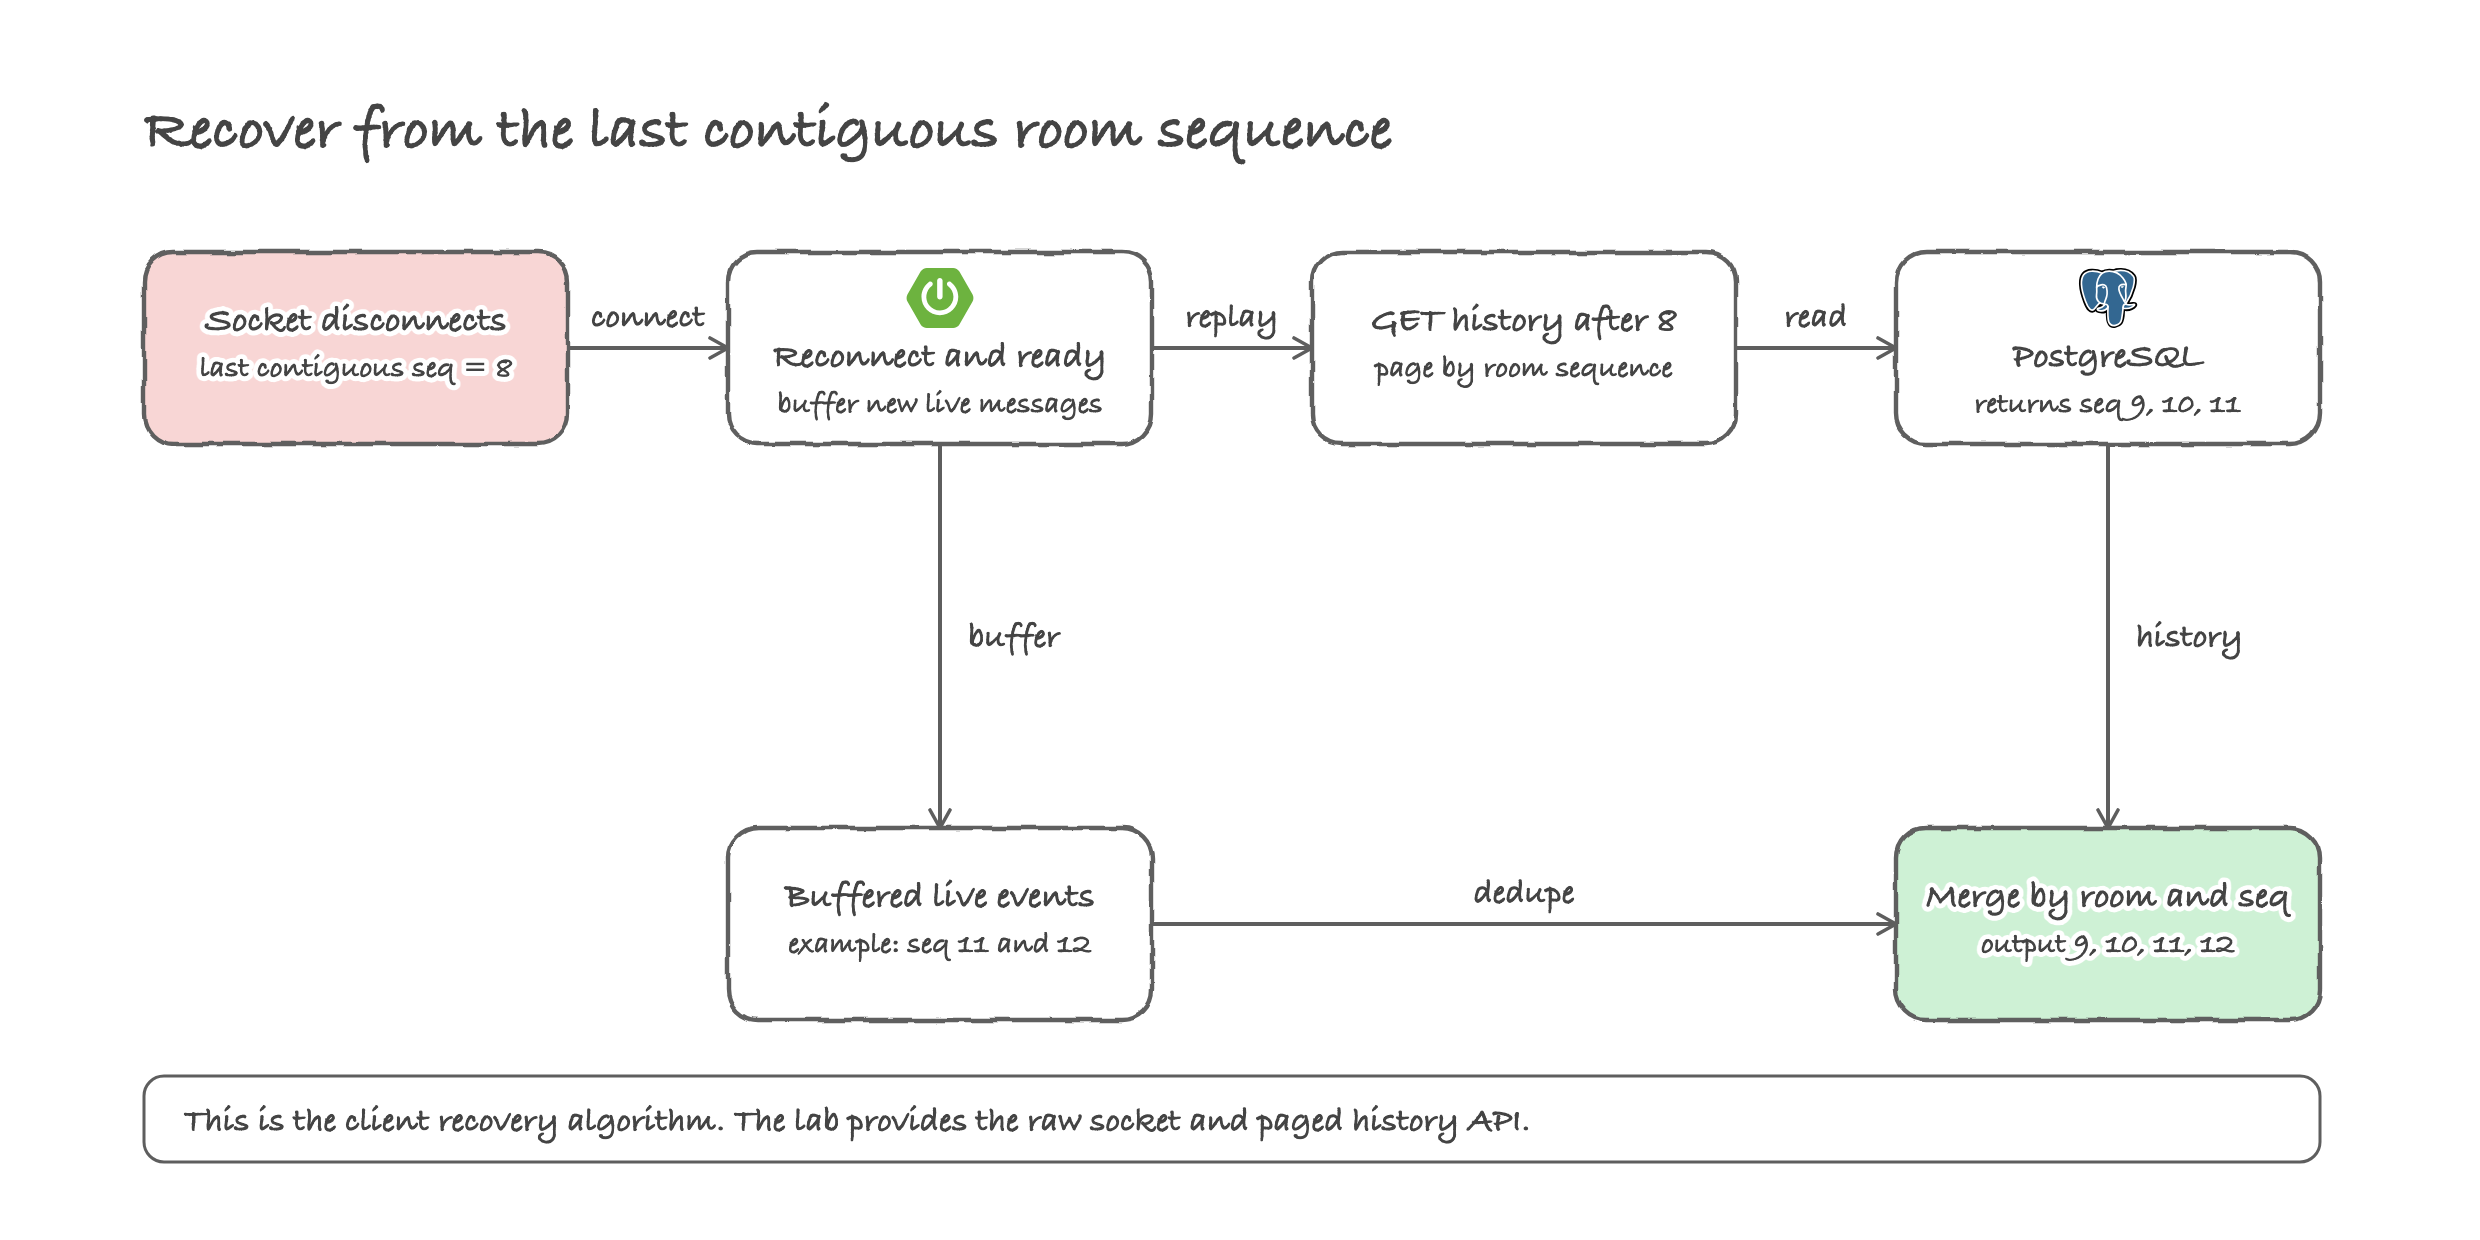 Recover from the last contiguous room sequence
Socket disconnects
last contiguous seq = 8
connect
Reconnect and ready
buffer new live messages
replay
GET history after 8
page by room sequence
read
PostgreSQL
returns seq 9, 10, 11
buffer
history
Buffered live events
example: seq 11 and 12
dedupe
Merge by room and seq
output 9, 10, 11, 12
This is the client recovery algorithm. The lab provides the raw socket and paged history API.